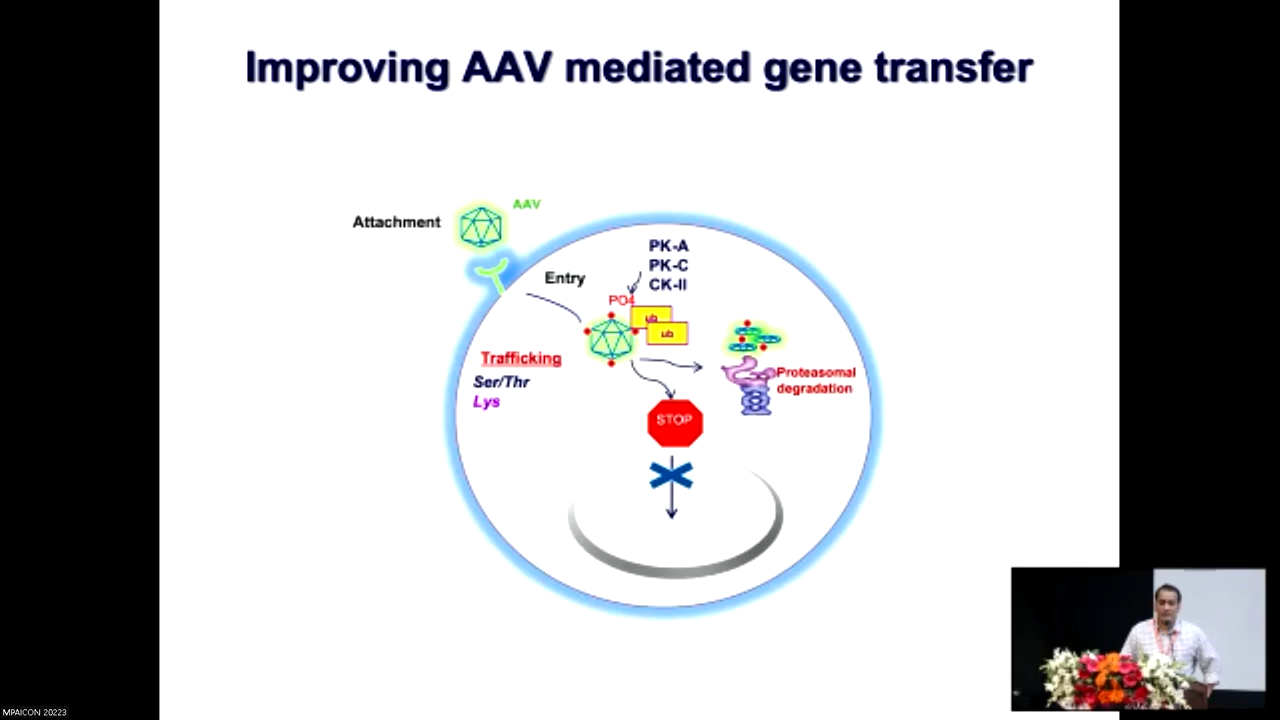 Improving AAV mediated gene transfer
AAV
Attachment
PK-A
PK-C
CK-II
Entry
PO4
ub
ub
Trafficking
Ser/Thr
Lys
Proteasomal
degradation
STOP
MPAICON 20223